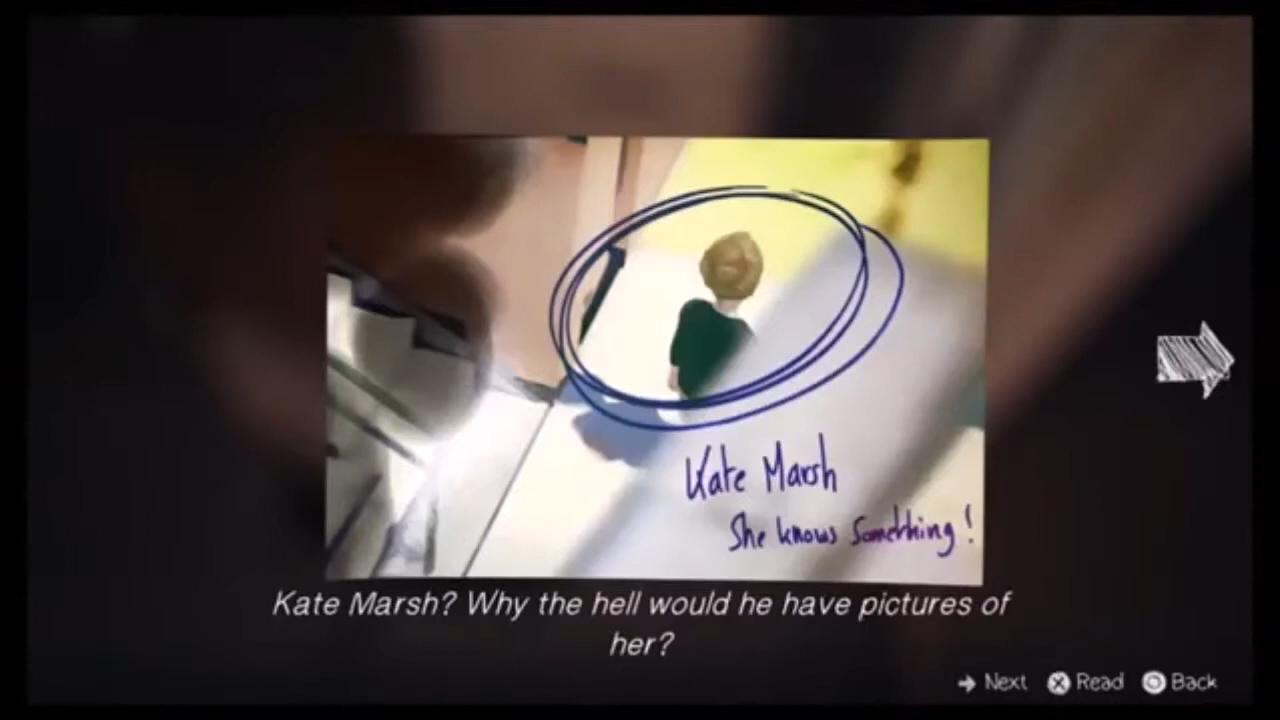 Kate Marsh
She knows something!
Kate Marsh? Why the hell would he have pictures of
her?
Next Read Back